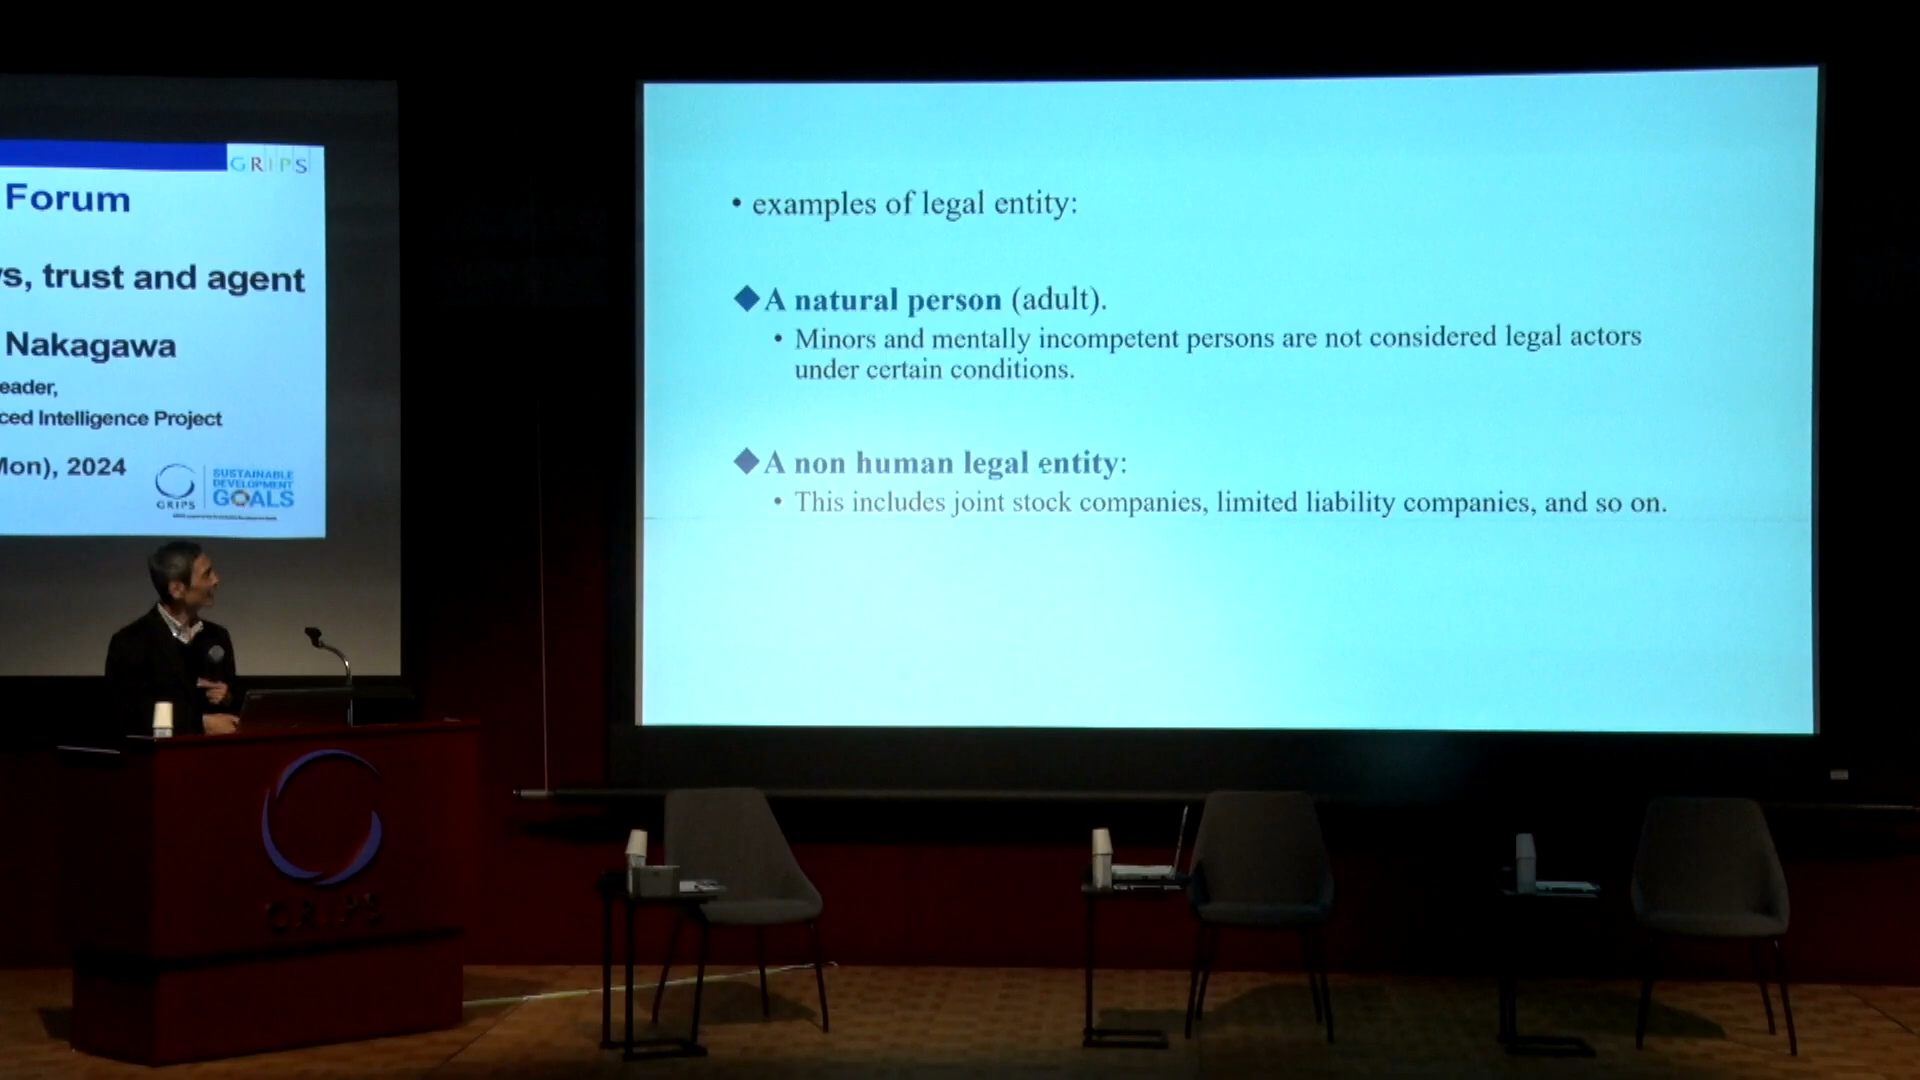 GRIPS
Forum
s, trust and agent
Nakagawa
eader,
ced Intelligence Project
Mon), 2024
GRIPS
SUSTAINABLE
DEVELOPMENT
GOALS
• examples of legal entity:
◆A natural person (adult).
• Minors and mentally incompetent persons are not considered legal actors
under certain conditions.
◆A non human legal entity:
• This includes joint stock companies, limited liability companies, and so on.
GRIPS